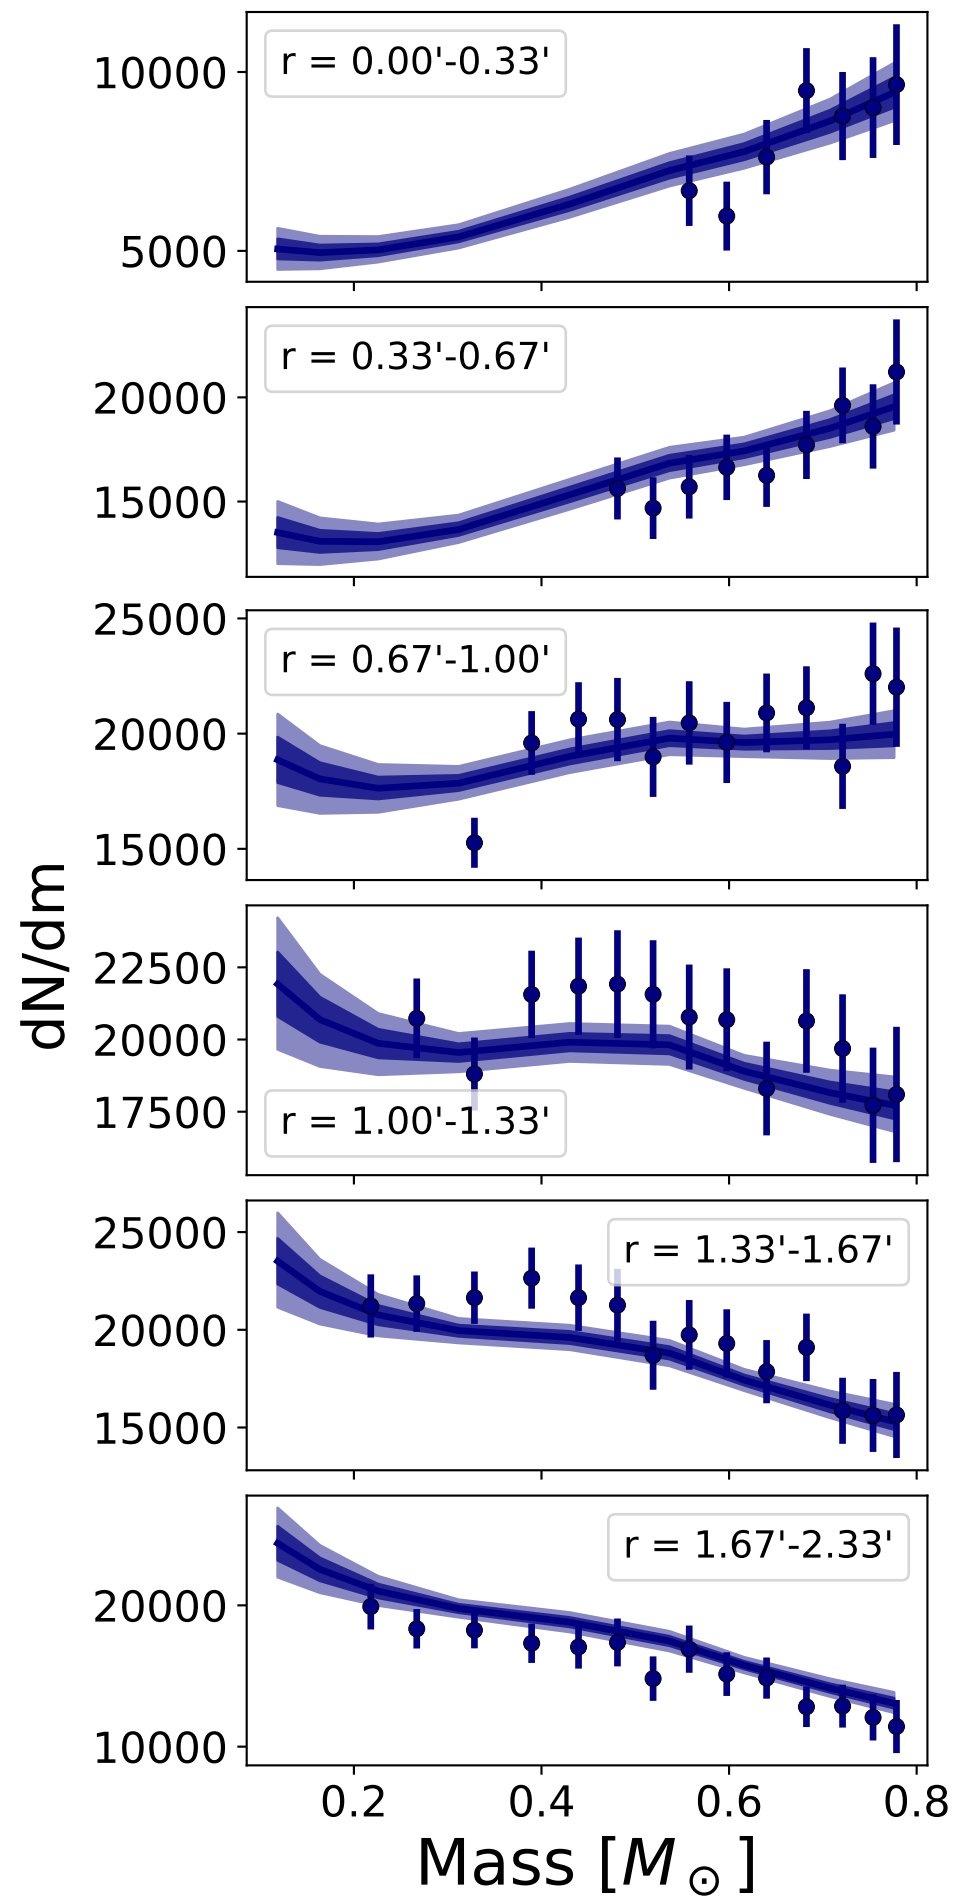 r = 0.00'-0.33'
10000
5000
r = 0.33'-0.67'
20000
15000
25000
r = 0.67'-1.00'
20000
15000
dN/dm
22500
20000
17500
r = 1.00'-1.33'
25000
r = 1.33'-1.67'
20000
15000
r = 1.67'-2.33'
20000
10000
0.2 0.4 0.6 0.8
Mass [M⊙]